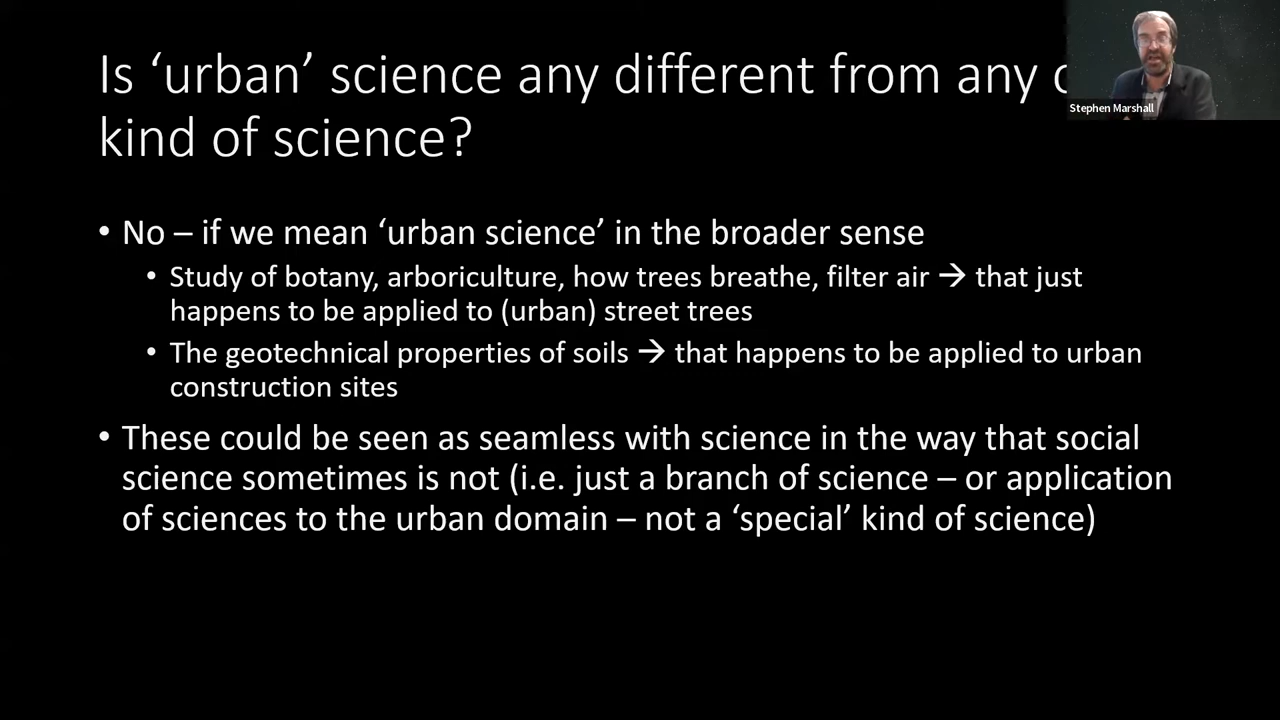 Is ‘urban’ science any different from any
kind of science?
Stephen Marshall
• No – if we mean ‘urban science’ in the broader sense
• Study of botany, arboriculture, how trees breathe, filter air → that just
happens to be applied to (urban) street trees
• The geotechnical properties of soils → that happens to be applied to urban
construction sites
• These could be seen as seamless with science in the way that social
science sometimes is not (i.e. just a branch of science – or application
of sciences to the urban domain – not a ‘special’ kind of science)